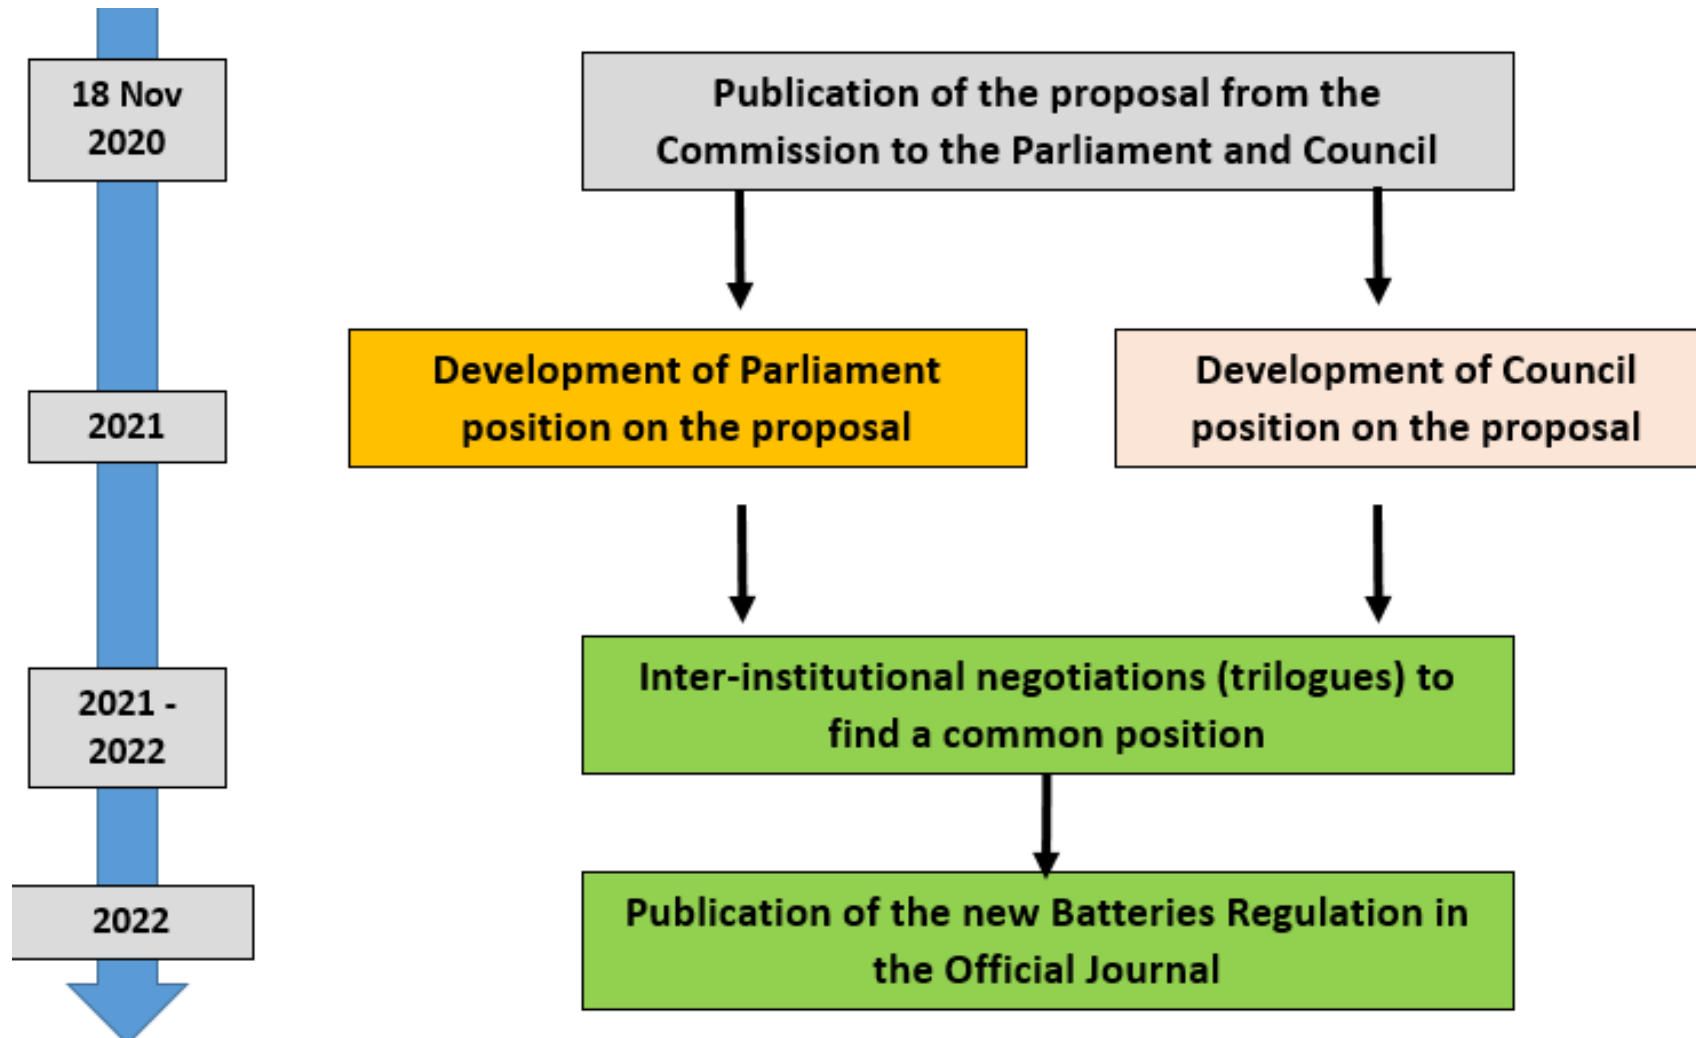 18 Nov
2020
Publication of the proposal from the
Commission to the Parliament and Council
2021
Development of Parliament
position on the proposal
Development of Council
position on the proposal
2021 -
2022
Inter-institutional negotiations (trilogues) to
find a common position
2022
Publication of the new Batteries Regulation in
the Official Journal